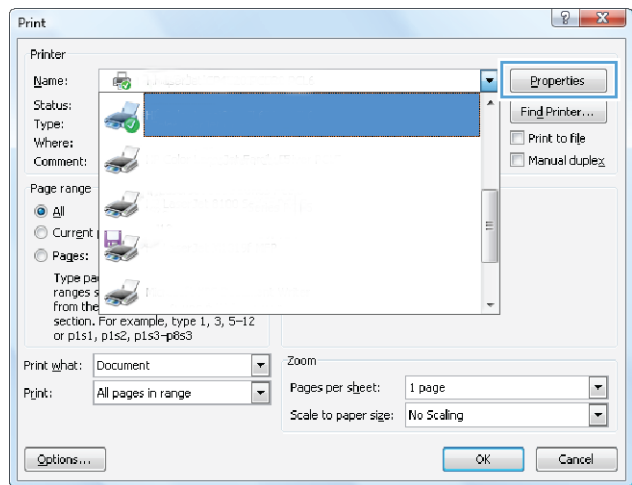 Print
Printer
Name:
Properties
Status:
Find Printer...
Type:
Where:
Print to file
Comment:
Manual duplex
Page range
All
Current
Pages:
Type
ranges
from the
section. For example, type 1, 3, 5–12
or p1s1, p1s2, p1s3–p8s3
Print what: Document
Print: All pages in range
Zoom
Pages per sheet: 1 page
Scale to paper size: No Scaling
Options...
OK
Cancel